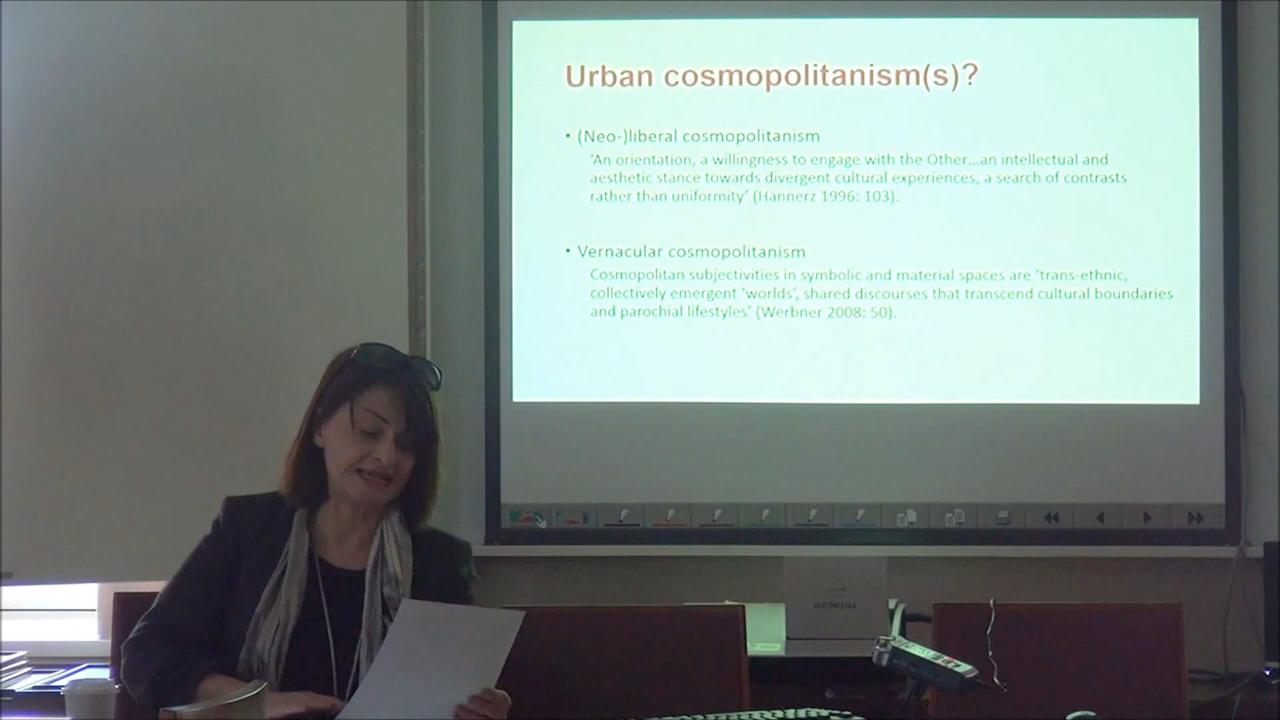 Urban cosmopolitanism(s)?
• (Neo-)liberal cosmopolitanism
‘An orientation, a willingness to engage with the Other...an intellectual and
aesthetic stance towards divergent cultural experiences, a search of contrasts
rather than uniformity’ (Hannerz 1996: 103).
• Vernacular cosmopolitanism
Cosmopolitan subjectivities in symbolic and material spaces are ‘trans-ethnic,
collectively emergent ‘worlds’, shared discourses that transcend cultural boundaries
and parochial lifestyles’ (Werbner 2008: 50).
HITACHI